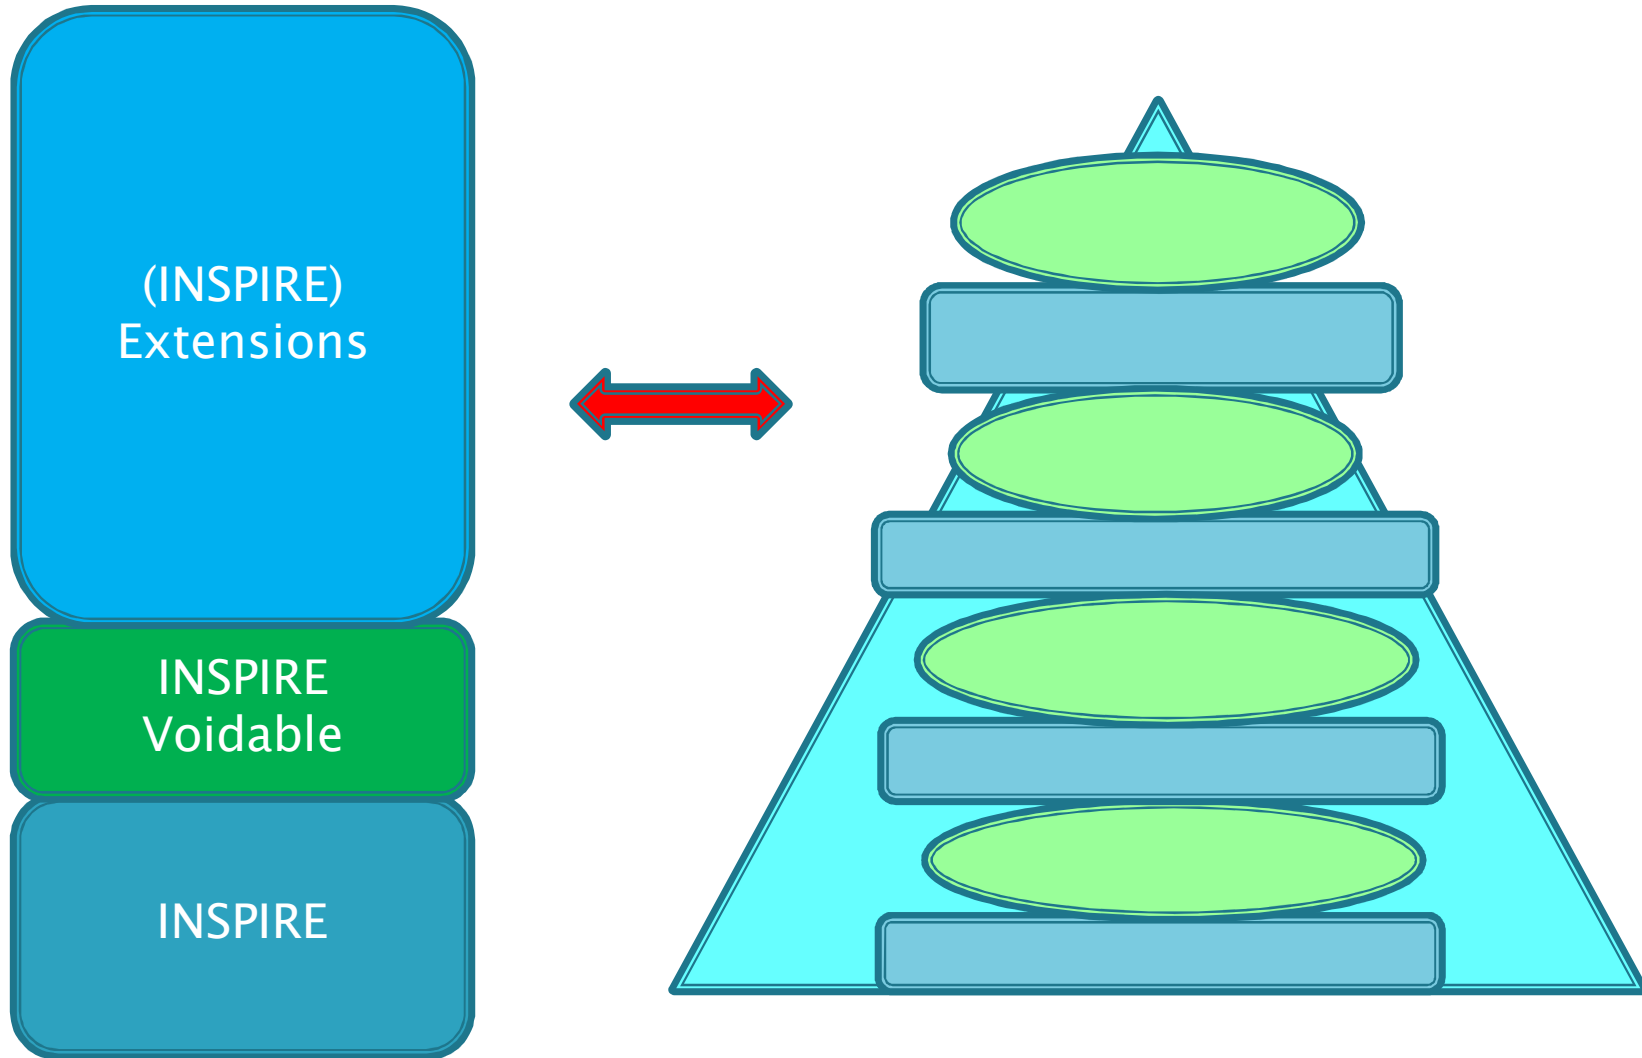 (INSPIRE)
Extensions
INSPIRE
Voidable
INSPIRE